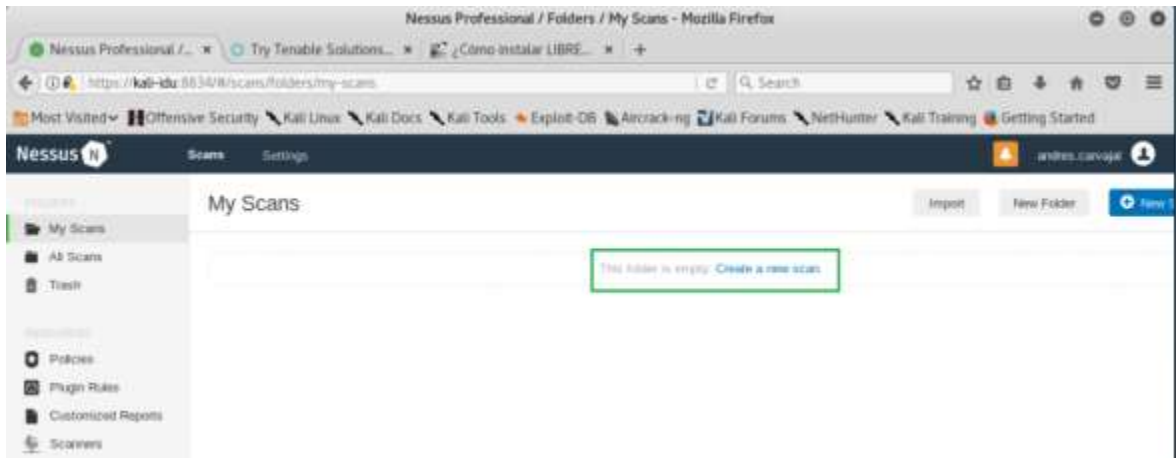 Nessus Professional / Folders / My Scans - Mozilla Firefox
Nessus Professional /...
Try Tenable Solutions...
¿Cómo instalar LIBRE...
https://kali-idu:8834/#/scans/folders/my-scans
Search
Most Visited
Offensive Security
Kali Linux
Kali Docs
Kali Tools
Exploit-DB
Aircrack-ng
Kali Forums
NetHunter
Kali Training
Getting Started
Nessus N
Scans
Settings
andres.carvajal
FOLDERS
My Scans
All Scans
Trash
RESOURCES
Policies
Plugin Rules
Customized Reports
Scanners
My Scans
Import
New Folder
New S
This folder is empty. Create a new scan.